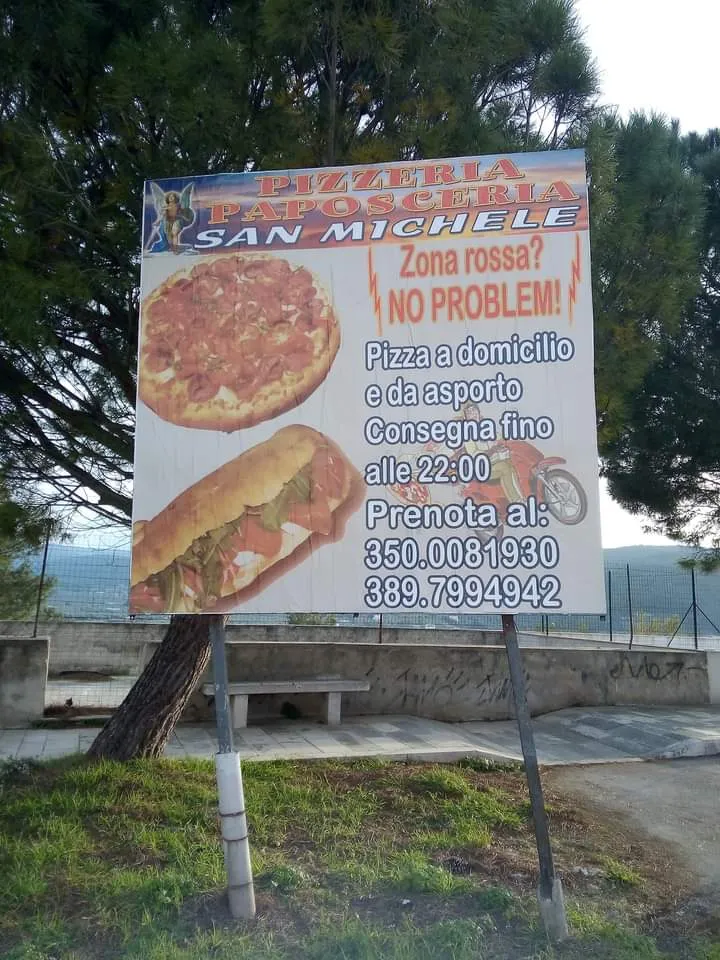 PIZZERIA
PAPOSCERIA
SAN MICHELE
Zona rossa?
NO PROBLEM!
Pizza a domicilio
e da asporto
Consegna fino
alle 22:00
Prenota al:
350.0081930
389.7994942